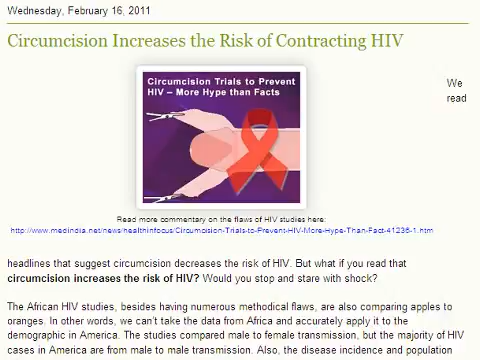 Wednesday, February 16, 2011
Circumcision Increases the Risk of Contracting HIV
Circumcision Trials to Prevent
HIV – More Hype than Facts
We
read
Read more commentary on the flaws of HIV studies here:
http://www.medindia.net/news/healthinfocus/Circumcision-Trials-to-Prevent-HIV-More-Hype-Than-Fact-41236-1.htm
headlines that suggest circumcision decreases the risk of HIV. But what if you read that
circumcision increases the risk of HIV? Would you stop and stare with shock?
The African HIV studies, besides having numerous methodical flaws, are also comparing apples to
oranges. In other words, we can't take the data from Africa and accurately apply it to the
demographic in America. The studies compared male to female transmission, but the majority of HIV
cases in America are from male to male transmission. Also, the disease incidence and population